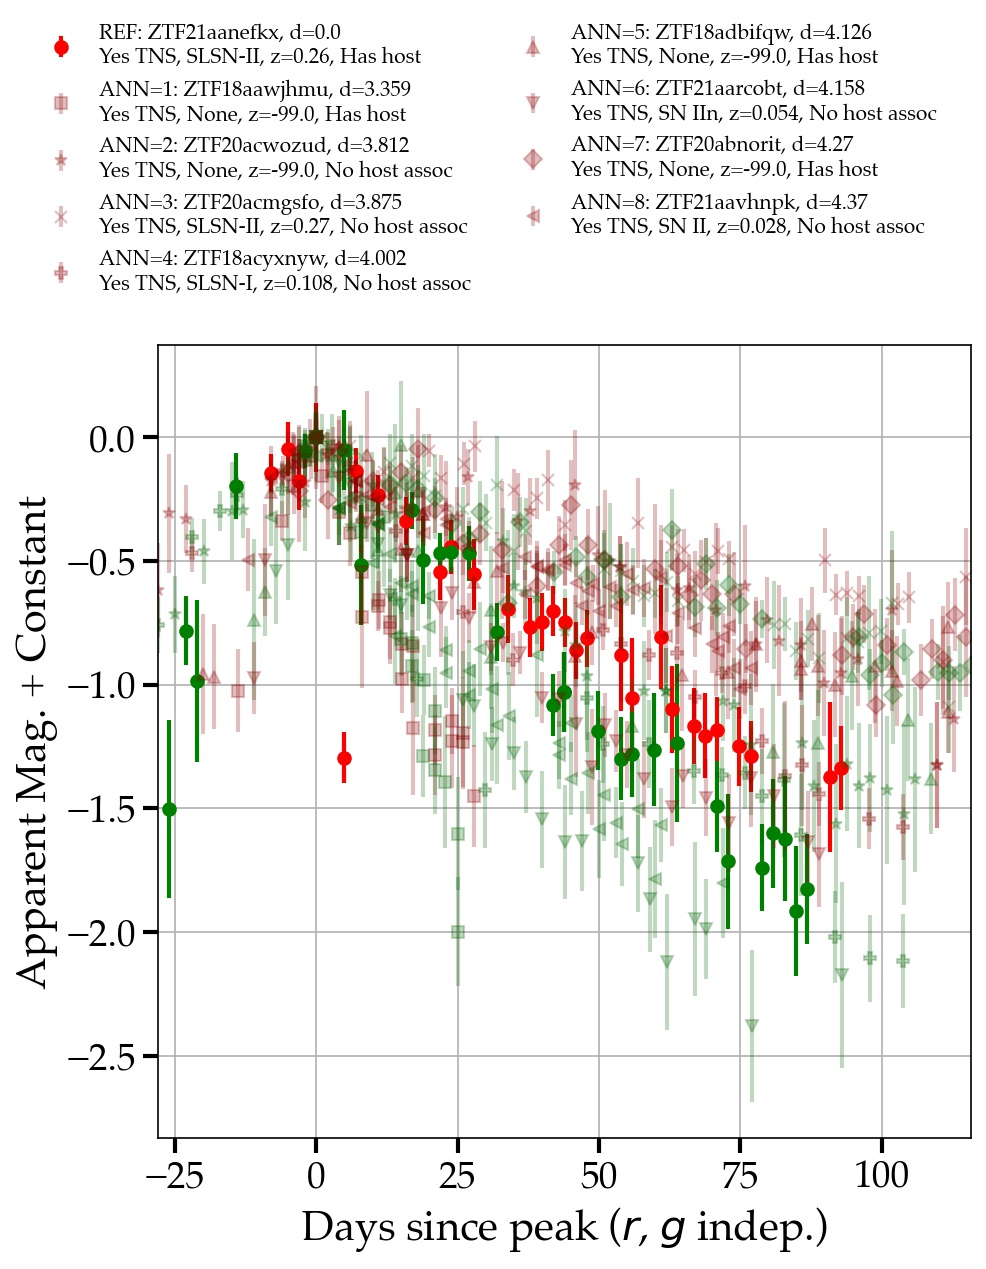 REF: ZTF21aanefkx, d=0.0
Yes TNS, SLSN-II, z=0.26, Has host
ANN=1: ZTF18aawjhmu, d=3.359
Yes TNS, None, z=-99.0, Has host
ANN=2: ZTF20acwozud, d=3.812
Yes TNS, None, z=-99.0, No host assoc
ANN=3: ZTF20acmgsfo, d=3.875
Yes TNS, SLSN-II, z=0.27, No host assoc
ANN=4: ZTF18acyxnyw, d=4.002
Yes TNS, SLSN-I, z=0.108, No host assoc
ANN=5: ZTF18adbifqw, d=4.126
Yes TNS, None, z=-99.0, Has host
ANN=6: ZTF21aarcobt, d=4.158
Yes TNS, SN IIn, z=0.054, No host assoc
ANN=7: ZTF20abnorit, d=4.27
Yes TNS, None, z=-99.0, Has host
ANN=8: ZTF21aavhnpk, d=4.37
Yes TNS, SN II, z=0.028, No host assoc
Apparent Mag. + Constant
0.0
−0.5
−1.0
−1.5
−2.0
−2.5
−25 0 25 50 75 100
Days since peak (r, g indep.)